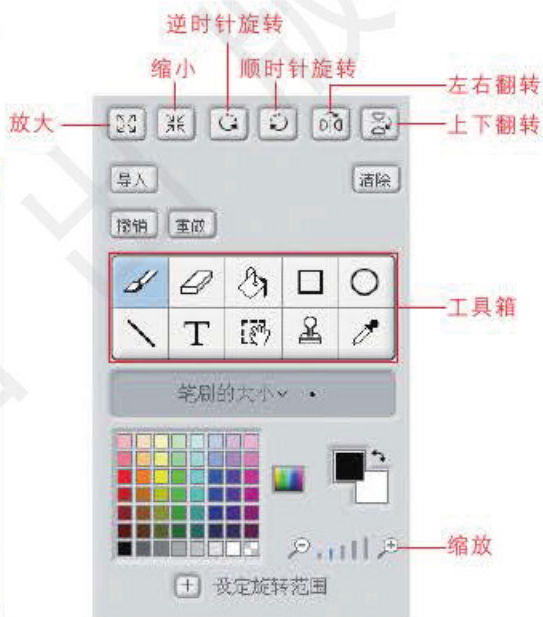 逆时针旋转
缩小 顺时针旋转
左右翻转
放大
上下翻转
导入 清除
撤销 重做
工具箱
T
笔刷的大小
缩放
设定旋转范围